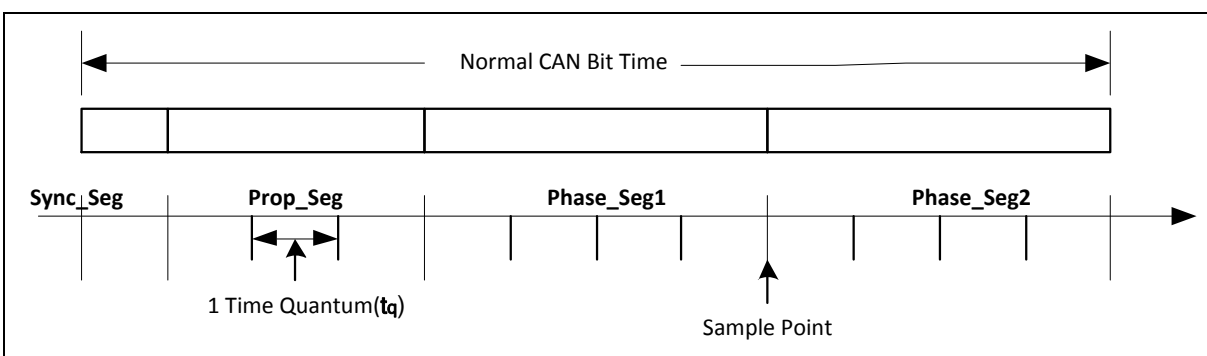 Normal CAN Bit Time
Sync_Seg Prop_Seg Phase_Seg1 Phase_Seg2
1 Time Quantum(tq)
Sample Point